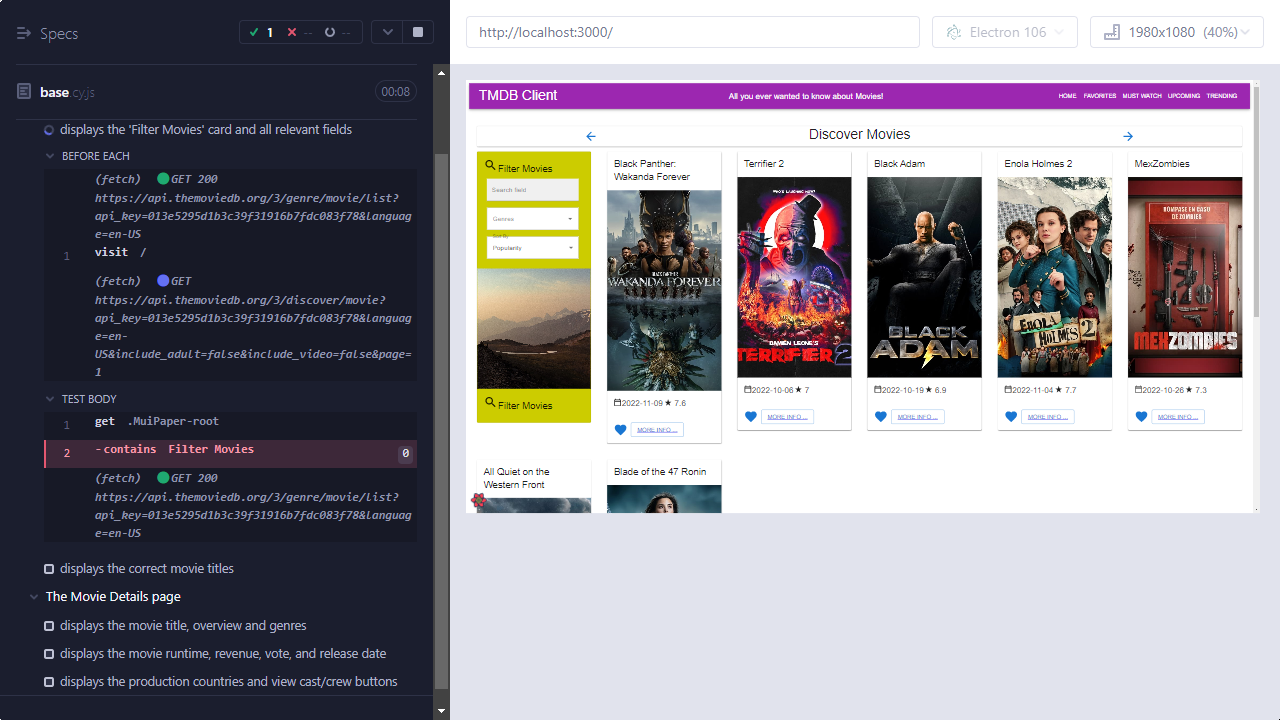 Specs
1
--
--
base.cy.js
00:08
displays the 'Filter Movies' card and all relevant fields
BEFORE EACH
(fetch) GET 200
https://api.themoviedb.org/3/genre/movie/list?
api_key=013e5295d1b3c39f31916b7fdc083f78&languag
e=en-US
1 visit /
(fetch) GET
https://api.themoviedb.org/3/discover/movie?
api_key=013e5295d1b3c39f31916b7fdc083f78&languag
e=en-
US&include_adult=false&include_video=false&page=
1
TEST BODY
1 get .MuiPaper-root
2 -contains Filter Movies 0
(fetch) GET 200
https://api.themoviedb.org/3/genre/movie/list?
api_key=013e5295d1b3c39f31916b7fdc083f78&languag
e=en-US
displays the correct movie titles
The Movie Details page
displays the movie title, overview and genres
displays the movie runtime, revenue, vote, and release date
displays the production countries and view cast/crew buttons
http://localhost:3000/
Electron 106
1980x1080 (40%)
TMDB Client
All you ever wanted to know about Movies!
HOME FAVORITES MUST WATCH UPCOMING TRENDING
Discover Movies
Filter Movies
Search field
Genres
Sort By
Popularity
Filter Movies
Black Panther:
Wakanda Forever
BLACK PANTHER
WAKANDA FOREVER
2022-11-09 7.6
MORE INFO ...
Terrifier 2
WHO'S LAUGHING NOW?
DAMIEN LEONE'S
TERRIFIER 2
2022-10-06 7
MORE INFO ...
Black Adam
BLACK
ADAM
2022-10-19 6.9
MORE INFO ...
Enola Holmes 2
ENOLA
HOLMES 2
2022-11-04 7.7
MORE INFO ...
MexZombies
ROMPASE EN CASO
DE ZOMBIES
MEXZOMBIES
2022-10-26 7.3
MORE INFO ...
All Quiet on the
Western Front
Blade of the 47 Ronin